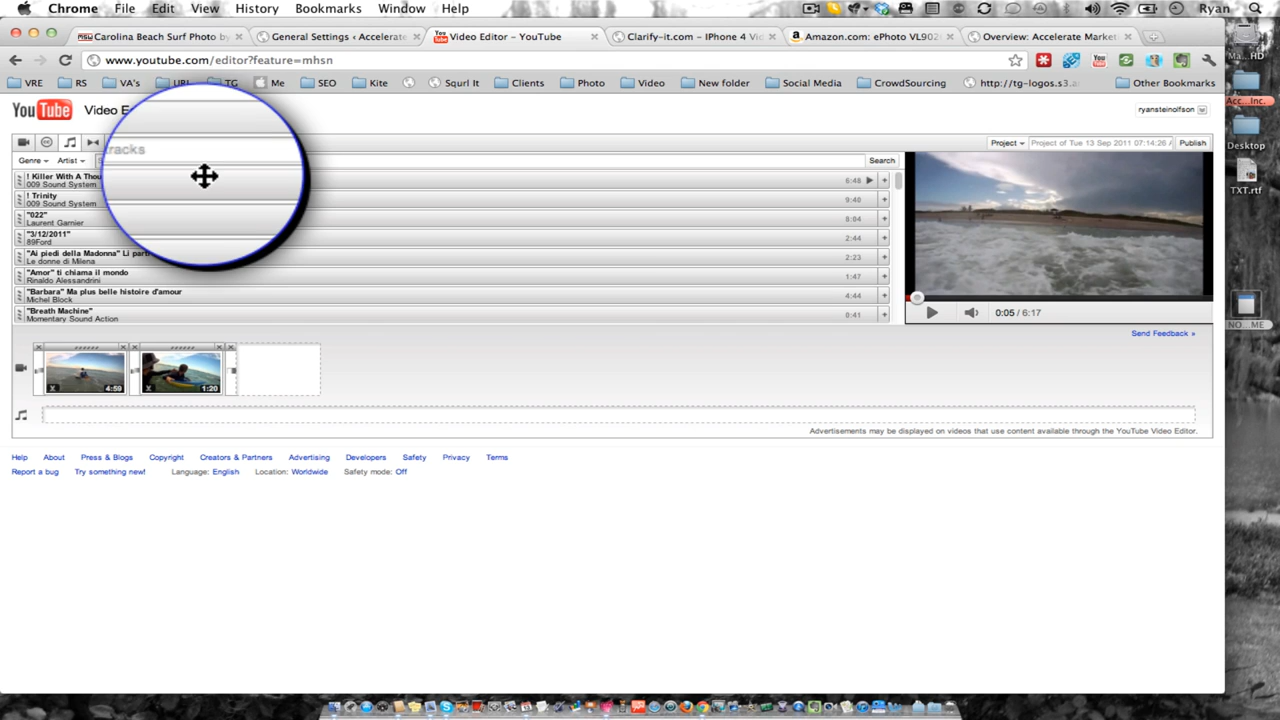 Chrome File Edit View History Bookmarks Window Help Ryan
Carolina Beach Surf Photo by General Settings ‹ Accelerate Video Editor – YouTube Clarify-it.com – IPhone 4 Vid Amazon.com: ePhoto VL902 Overview: Accelerate Market
www.youtube.com/editor?feature=mhsn
VRE RS VA's URL TG Me SEO Kite Squrl It Clients Photo Video New folder Social Media CrowdSourcing http://tg-logos.s3.a Other Bookmarks
YouTube Video E ryansteinolfson
racks
Project Project of Tue 13 Sep 2011 07:14:26 Publish
Genre Artist Search
! Killer With A Thou 6:48
009 Sound System
! Trinity 9:40
009 Sound System
"022" 8:04
Laurent Garnier
"3/12/2011" 2:44
89Ford
"Ai piedi della Madonna" Li parti 2:23
Le donne di Milena
"Amor" ti chiama il mondo 1:47
Rinaldo Alessandrini
"Barbara" Ma plus belle histoire d'amour 4:44
Michel Block
"Breath Machine" 0:41
Momentary Sound Action
0:05 / 6:17
Send Feedback »
4:59 1:20
Advertisements may be displayed on videos that use content available through the YouTube Video Editor.
Help About Press & Blogs Copyright Creators & Partners Advertising Developers Safety Privacy Terms
Report a bug Try something new! Language: English Location: Worldwide Safety mode: Off
Ma...HD
Acc...Inc.
Desktop
TXT.rtf
NO...ME